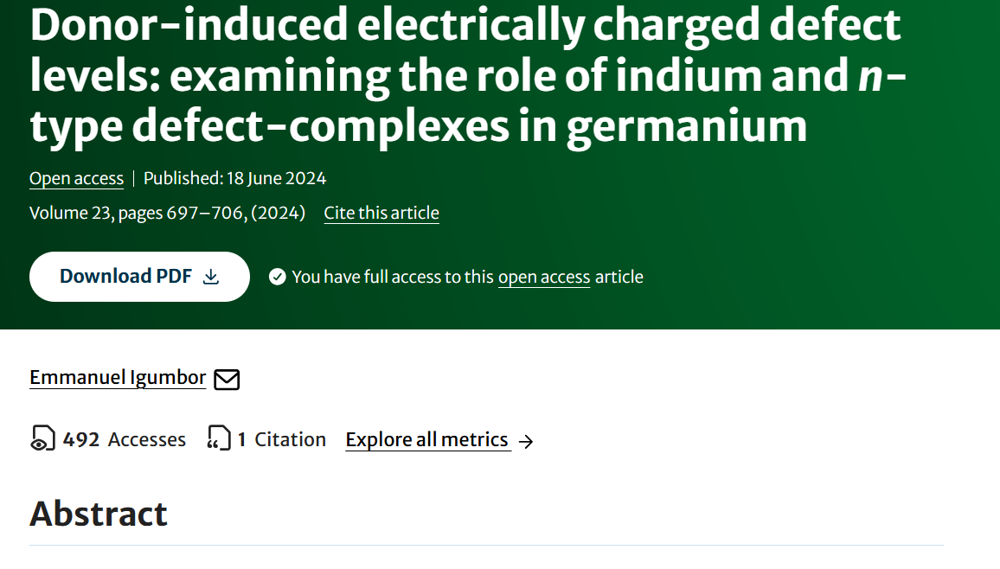 Donor-induced electrically charged defect
levels: examining the role of indium and n-
type defect-complexes in germanium
Open access | Published: 18 June 2024
Volume 23, pages 697–706, (2024) Cite this article
Download PDF You have full access to this open access article
Emmanuel Igumbor
492 Accesses 1 Citation Explore all metrics →
Abstract